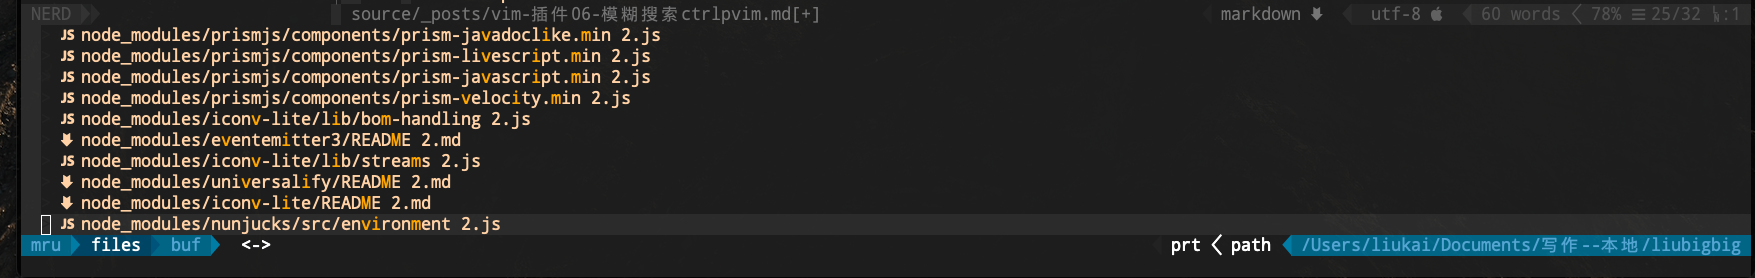 NERD source/_posts/vim-插件06-模糊搜索ctrlpvim.md[+] markdown utf-8 60 words 78% 25/32 :1
JS node_modules/prismjs/components/prism-javadoclike.min 2.js
JS node_modules/prismjs/components/prism-livescript.min 2.js
JS node_modules/prismjs/components/prism-javascript.min 2.js
JS node_modules/prismjs/components/prism-velocity.min 2.js
JS node_modules/iconv-lite/lib/bom-handling 2.js
node_modules/eventemitter3/README 2.md
JS node_modules/iconv-lite/lib/streams 2.js
node_modules/universalify/README 2.md
node_modules/iconv-lite/README 2.md
JS node_modules/nunjucks/src/environment 2.js
mru files buf <-> prt path /Users/liukai/Documents/写作--本地/liubigbig